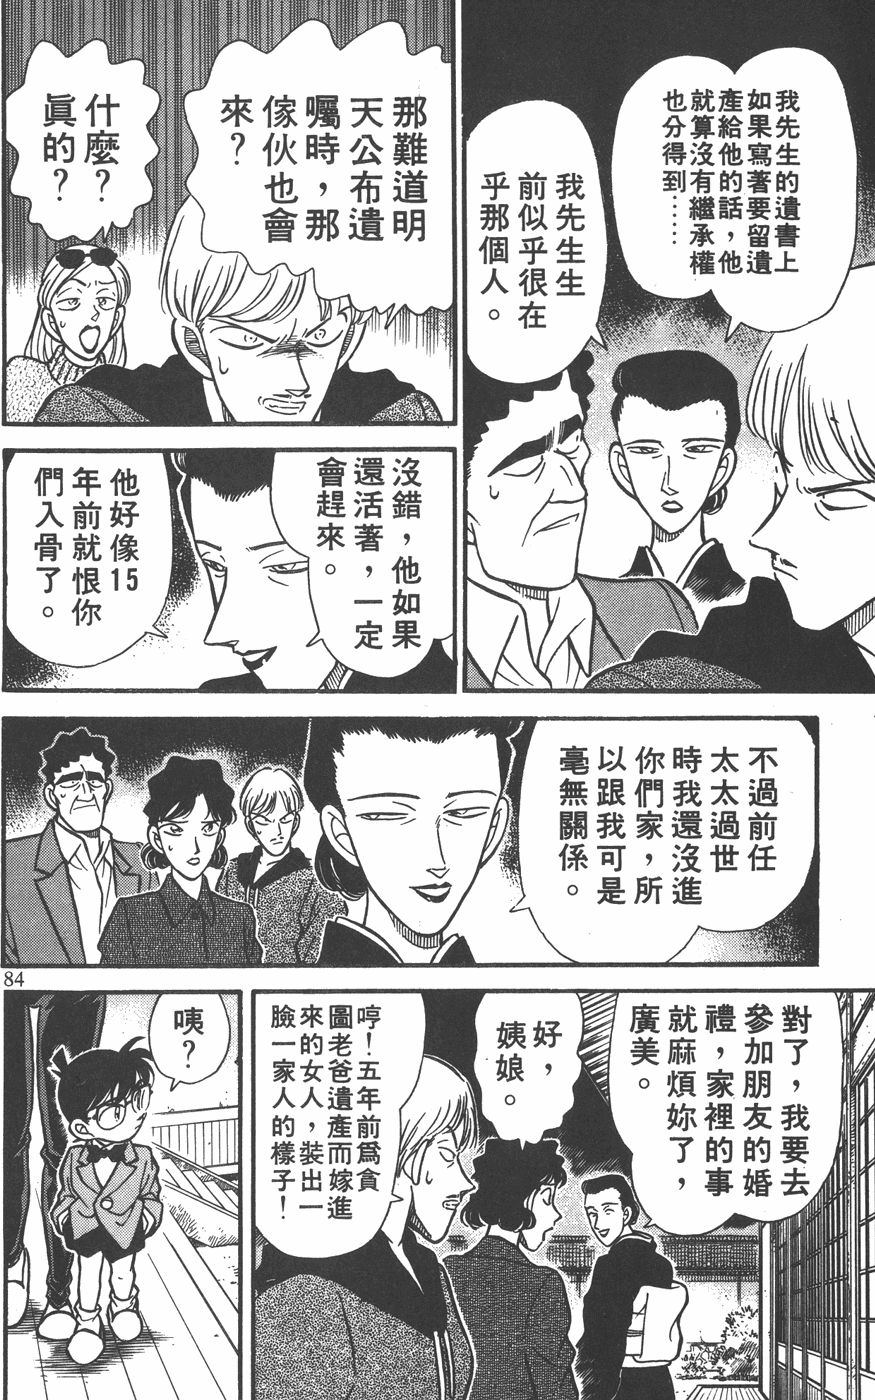 我先生的遺書上
如果寫著要留遺
產給他的話，他
就算沒有繼承權
也分得到……
我先生生
前似乎很在
乎那個人。
那難道明
天公布遺
囑時，那
傢伙也會
來？
什麼？
眞的？
沒錯，他如果
還活著，一定
會趕來。
他好像15
年前就恨你
們入骨了。
不過前任
太太過世
時我還沒進
你們家，所
以跟我可是
毫無關係。
84
對了，我要去
參加朋友的婚
禮，家裡的事
就麻煩妳了，
廣美。
好，
姨娘。
哼！五年前爲貪
圖老爸遺產而嫁進
來的女人，裝出一
臉一家人的樣子！
咦？